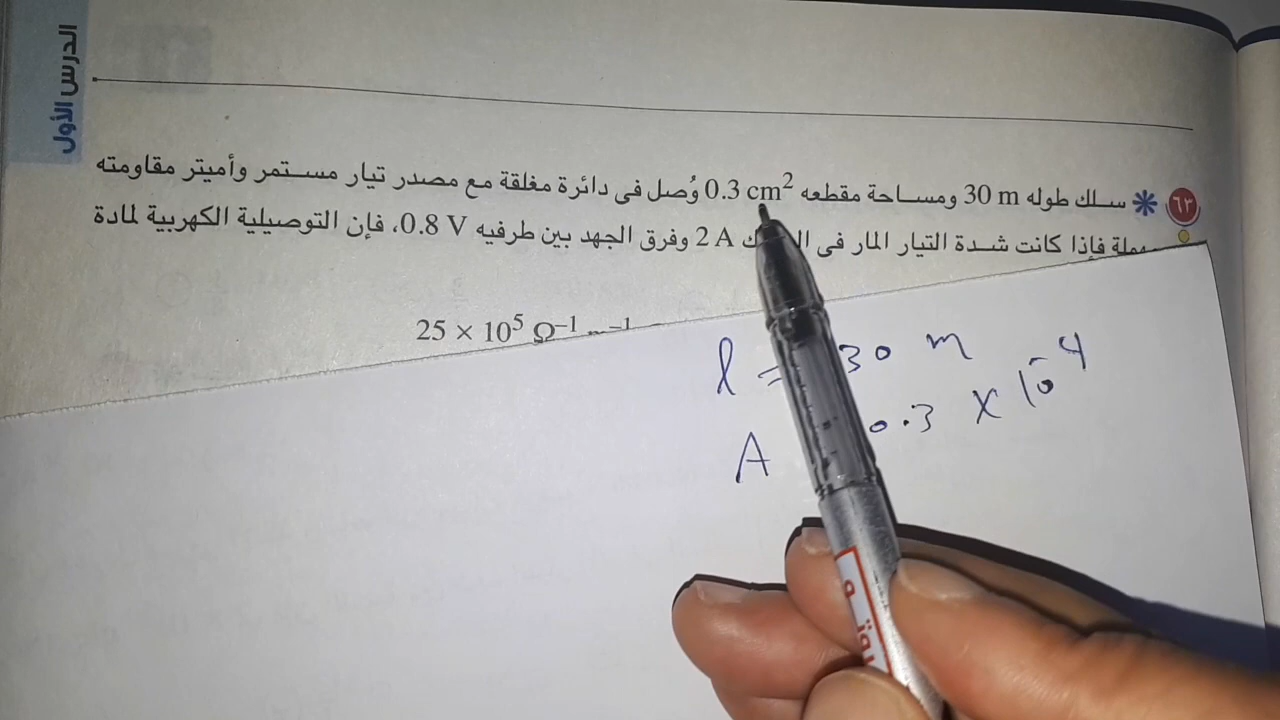 الدرس الأول
٦٣ سلك طوله 30 m ومساحة مقطعه 0.3 cm² وُصل فى دائرة مغلقة مع مصدر تيار مستمر وأميتر مقاومته
فإذا كانت شدة التيار المار فى 2 A وفرق الجهد بين طرفيه 0.8 V، فإن التوصيلية الكهربية لمادة
25 × 10⁵ Ω⁻¹
l = 30 m
A 0.3 × 10⁻⁴